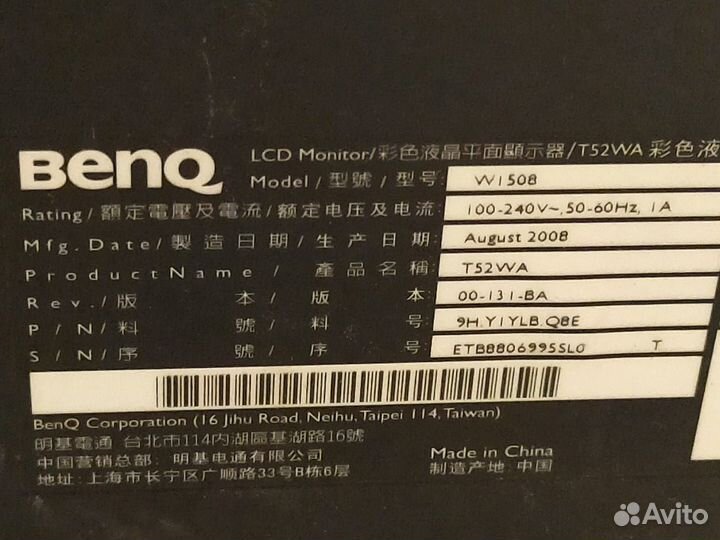 BenQ
LCD Monitor/彩色液晶平面顯示器/T52WA 彩色液
Model/型號/型号: W1508
Rating/額定電壓及電流/额定电压及电流: 100-240V~, 50-60Hz, 1A
Mfg. Date/製造日期/生产日期: August 2008
Product Name / 產品名稱: T52WA
Rev./版本/版本: 00-131-BA
P/N/料號/料号: 9H.Y1YLB.Q8E
S/N/序號/序号: ETB8806995SL0 T
BenQ Corporation (16 Jihu Road, Neihu, Taipei 114, Taiwan)
明基電通 台北市114內湖區基湖路16號
中国营销总部: 明基电通有限公司
地址: 上海市长宁区广顺路33号B栋6层
Made in China
制造产地: 中国
Avito